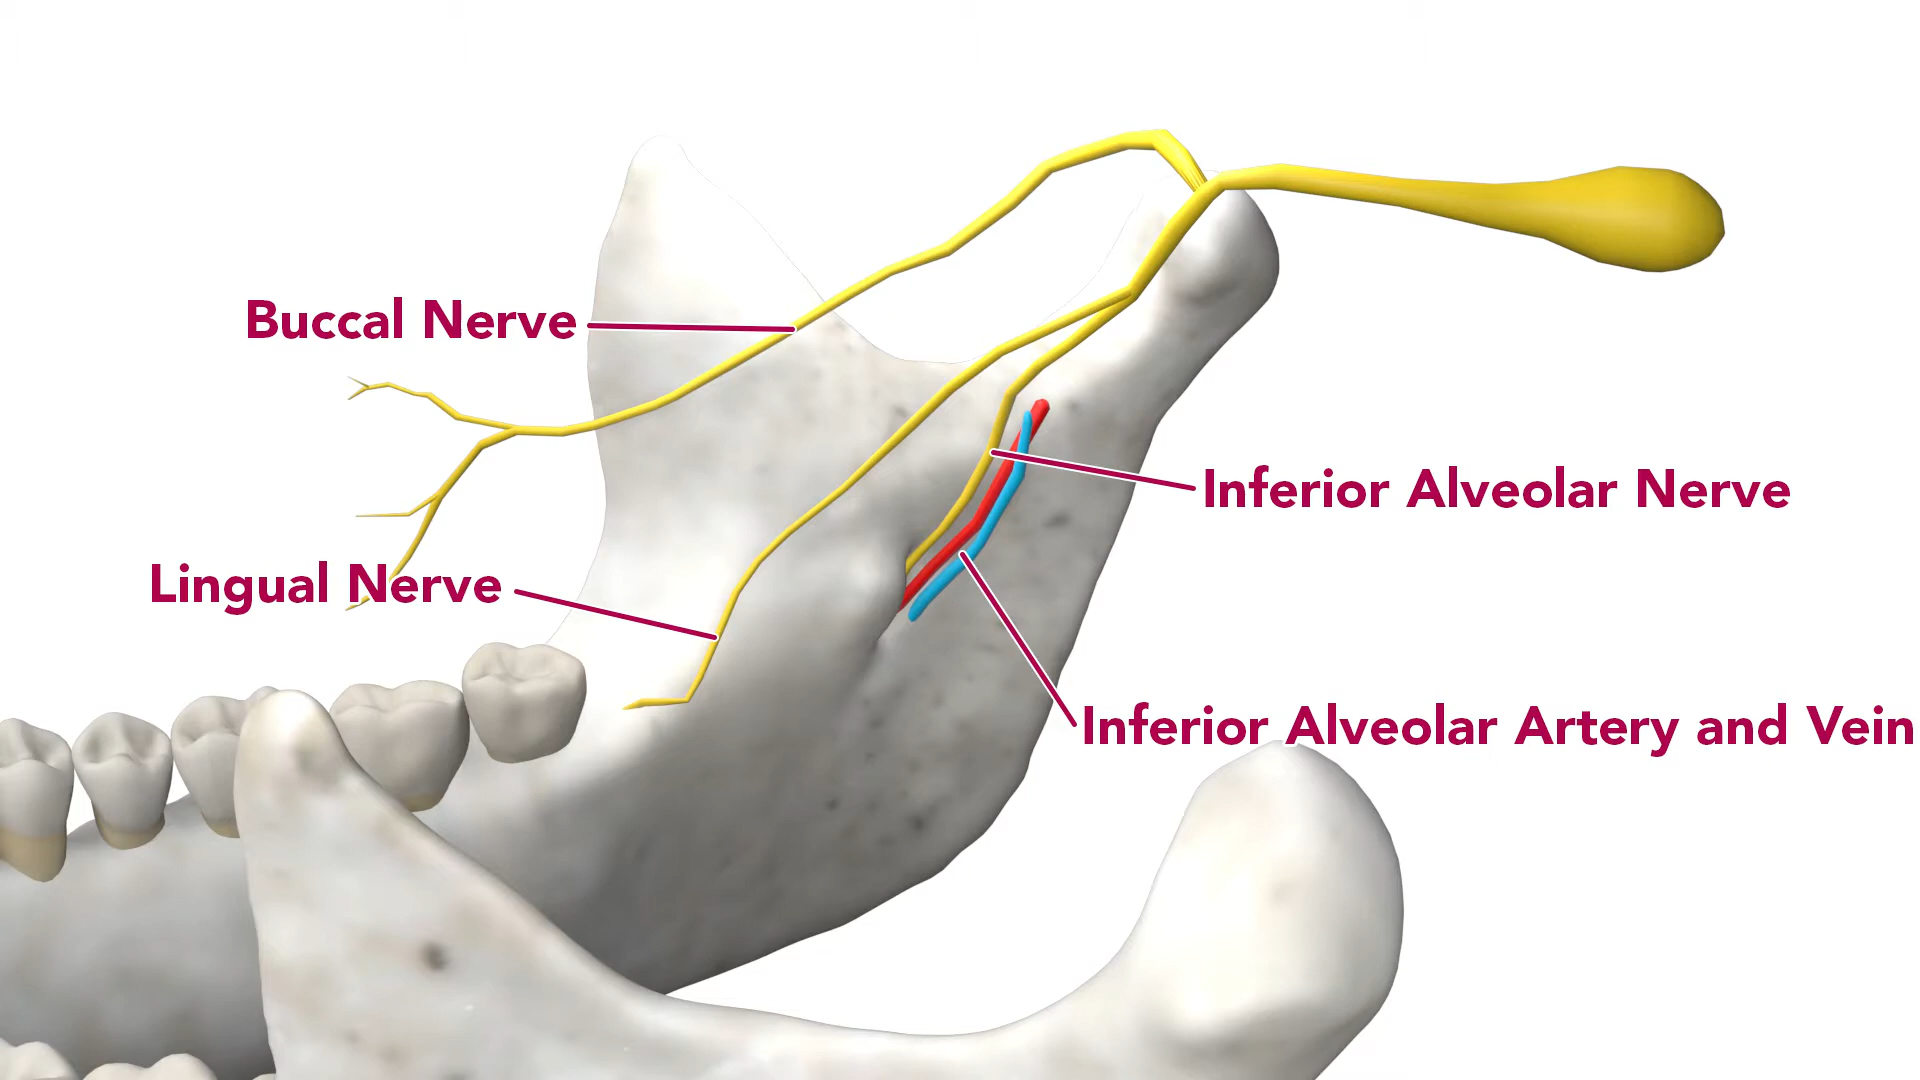 Buccal Nerve
Inferior Alveolar Nerve
Lingual Nerve
Inferior Alveolar Artery and Vein